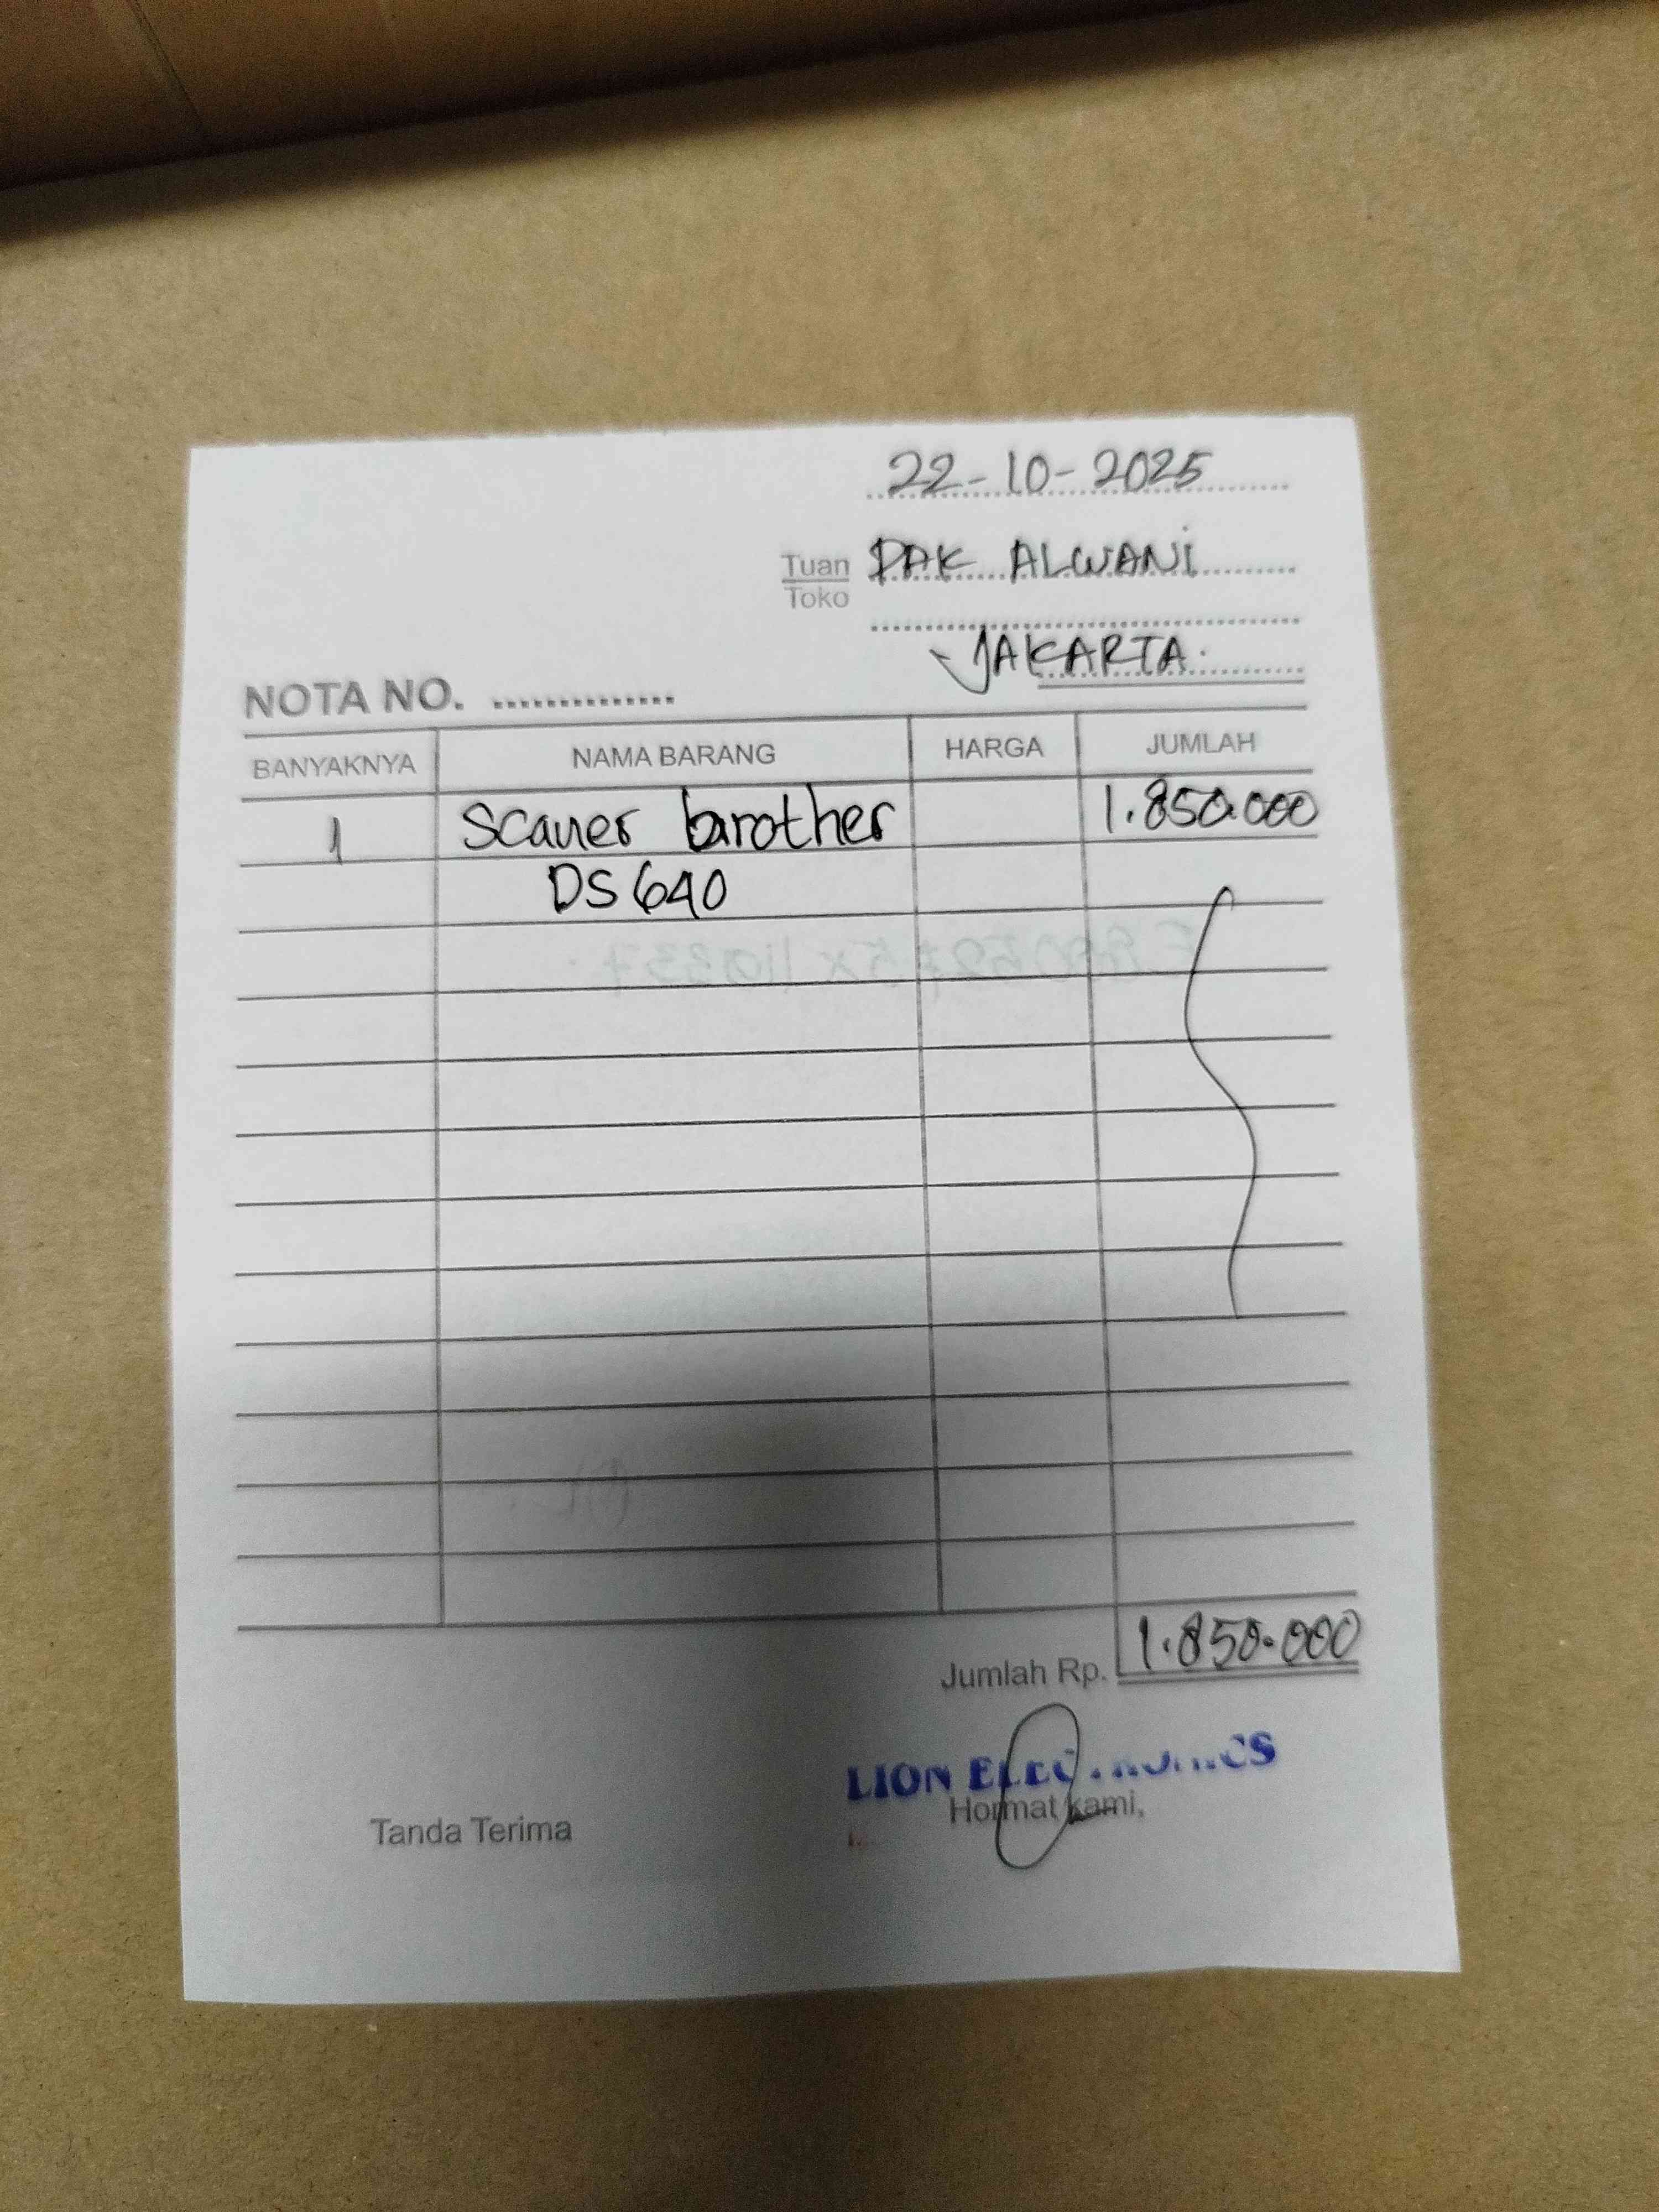 22-10-2025
Tuan PAK ALWANi
Toko
JAKARTA.
NOTA NO. ..............
BANYAKNYA NAMA BARANG HARGA JUMLAH
1 Scaner brother 1.850.000
DS 640
Jumlah Rp. 1.850.000
LION ELECTRONICS
Tanda Terima Hormat kami,